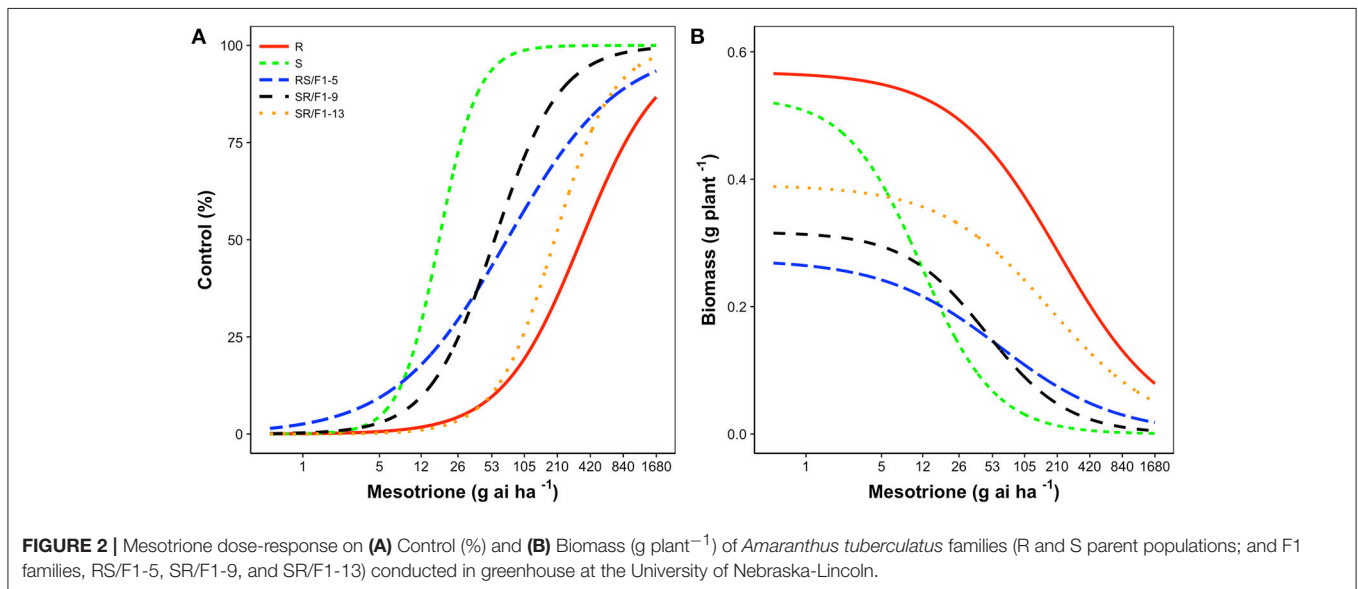 A
Control (%)
100
75
50
25
0
R
S
RS/F1-5
SR/F1-9
SR/F1-13
1 5 12 26 53 105 210 420 840 1680
Mesotrione (g ai ha ⁻¹)
B
Biomass (g plant ⁻¹)
0.6
0.4
0.2
0.0
1 5 12 26 53 105 210 420 840 1680
Mesotrione (g ai ha ⁻¹)
FIGURE 2 | Mesotrione dose-response on (A) Control (%) and (B) Biomass (g plant⁻¹) of Amaranthus tuberculatus families (R and S parent populations; and F1
families, RS/F1-5, SR/F1-9, and SR/F1-13) conducted in greenhouse at the University of Nebraska-Lincoln.